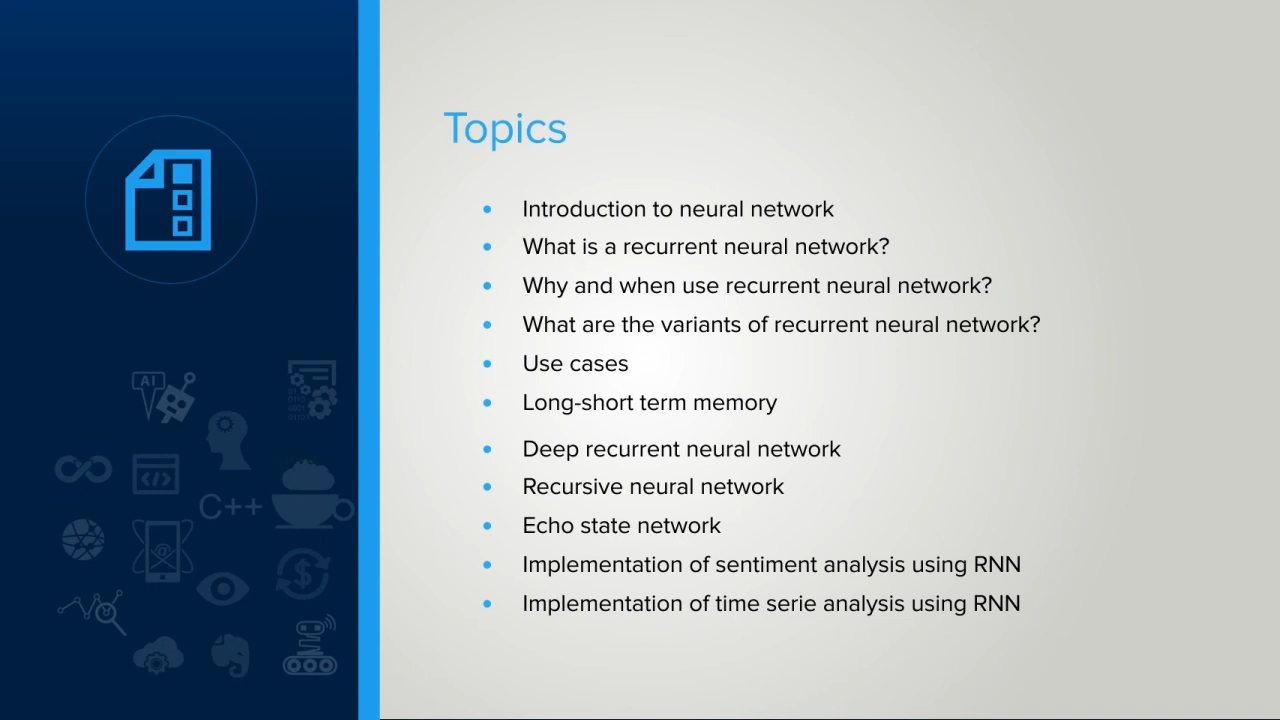 Topics
Introduction to neural network
What is a recurrent neural network?
Why and when use recurrent neural network?
What are the variants of recurrent neural network?
Use cases
Long-short term memory
Deep recurrent neural network
Recursive neural network
Echo state network
Implementation of sentiment analysis using RNN
Implementation of time serie analysis using RNN
AI
C++